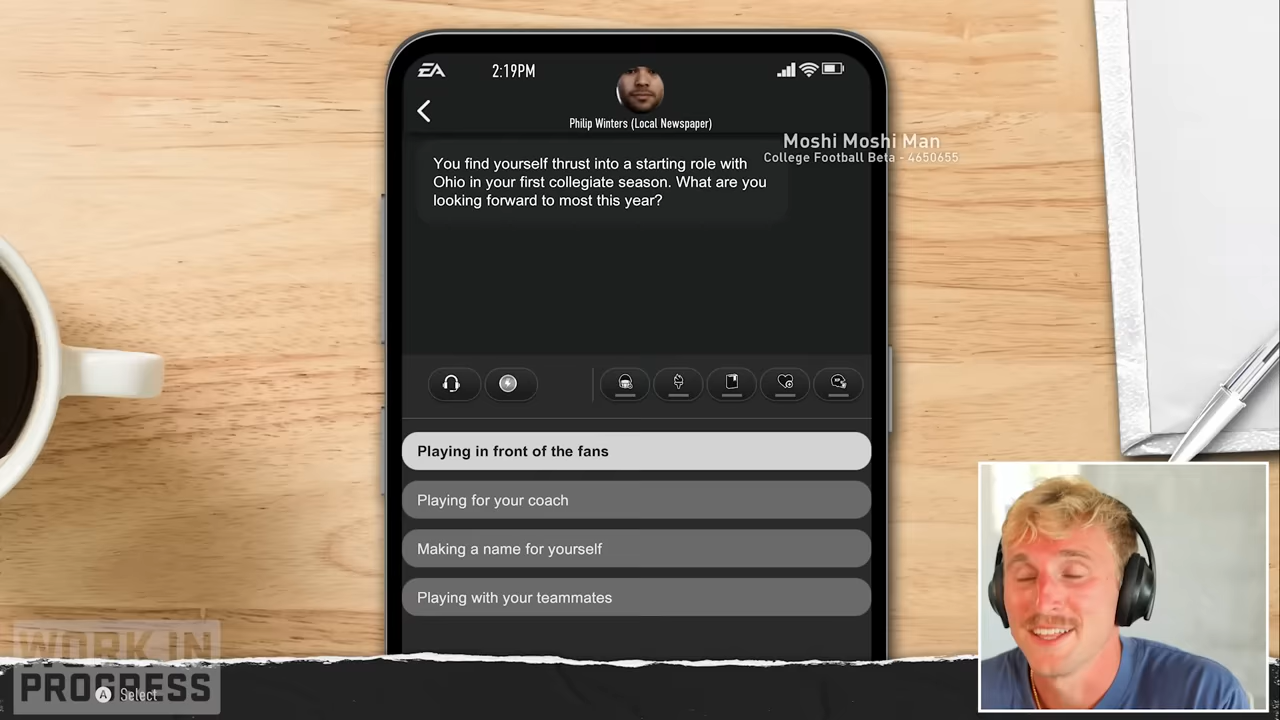 EA
2:19PM
Philip Winters (Local Newspaper)
Moshi Moshi Man
College Football Beta - 4650655
You find yourself thrust into a starting role with
Ohio in your first collegiate season. What are you
looking forward to most this year?
Playing in front of the fans
Playing for your coach
Making a name for yourself
Playing with your teammates
WORK IN
PROGRESS
A Select